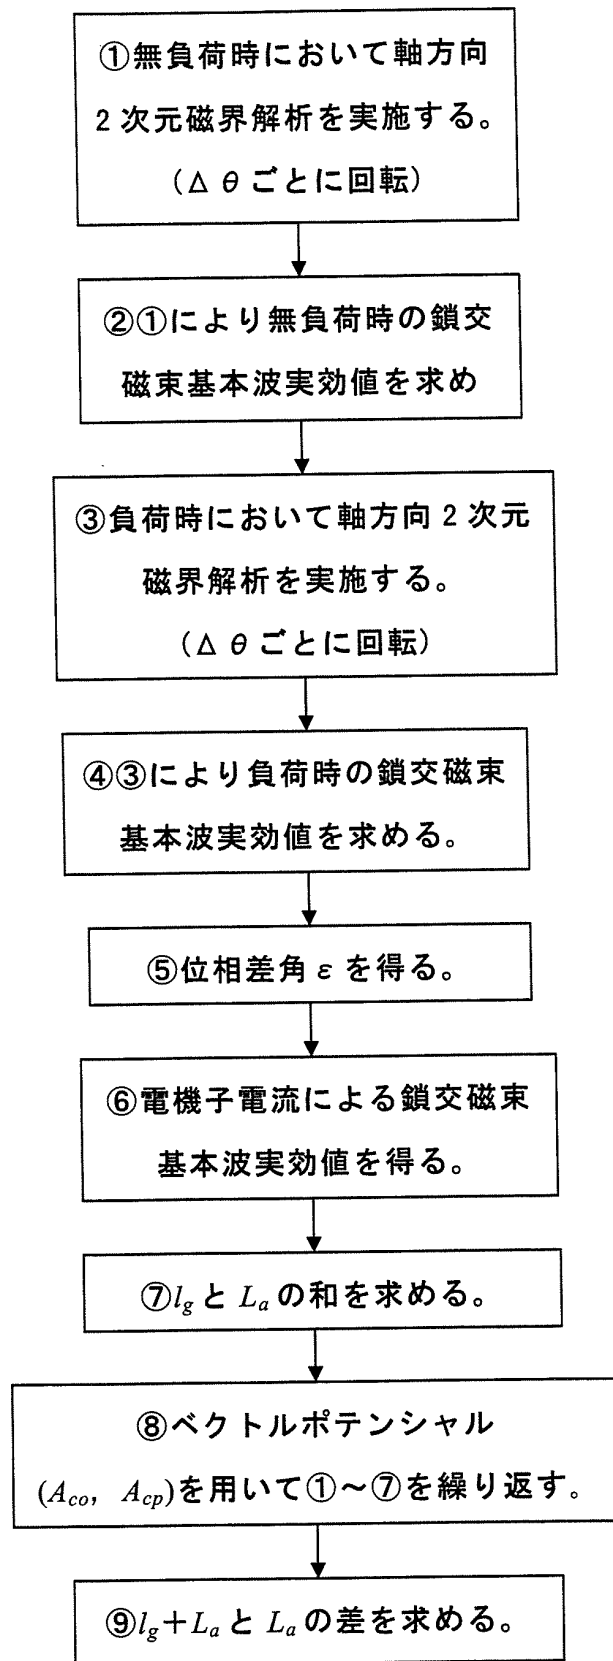 ①無負荷時において軸方向
2次元磁界解析を実施する。
(Δθごとに回転)
②①により無負荷時の鎖交
磁束基本波実効値を求め
③負荷時において軸方向2次元
磁界解析を実施する。
(Δθごとに回転)
④③により負荷時の鎖交磁束
基本波実効値を求める。
⑤位相差角εを得る。
⑥電機子電流による鎖交磁束
基本波実効値を得る。
⑦l_gとL_aの和を求める。
⑧ベクトルポテンシャル
(A_{co}, A_{cp})を用いて①～⑦を繰り返す。
⑨l_g+L_aとL_aの差を求める。